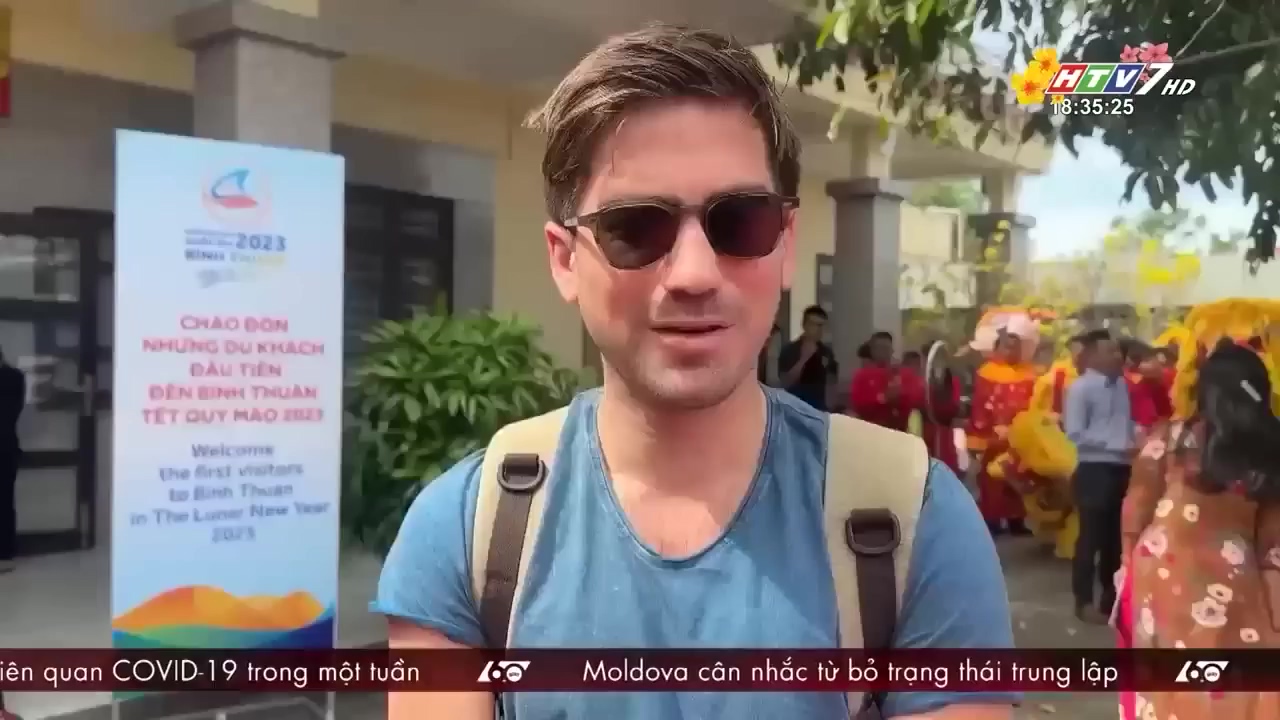 HTV7 HD
18:35:25
2023
BÌNH THUẬN
CHÀO ĐÓN
NHỮNG DU KHÁCH
ĐẦU TIÊN
ĐẾN BÌNH THUẬN
TẾT QUÝ MÃO 2023
Welcome
the first visitors
to Binh Thuan
in The Lunar New Year
2023
iên quan COVID-19 trong một tuần
60
Moldova cân nhắc từ bỏ trạng thái trung lập
60